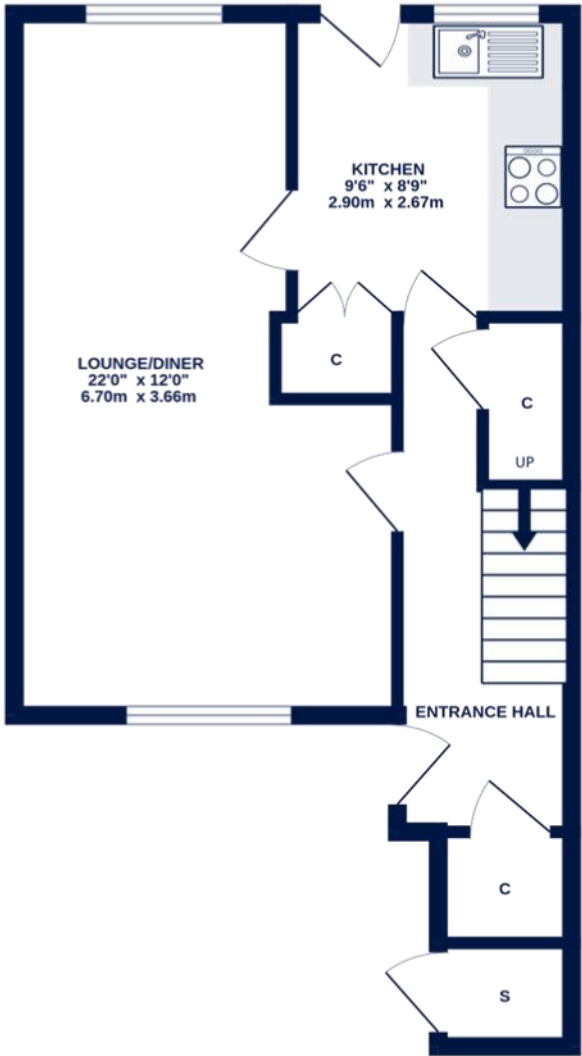 KITCHEN
9'6" x 8'9"
2.90m x 2.67m
LOUNGE/DINER
22'0" x 12'0"
6.70m x 3.66m
C
C
UP
ENTRANCE HALL
C
S